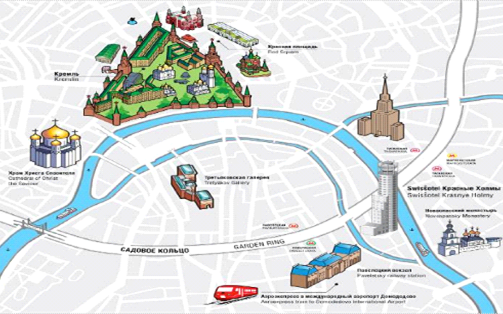 Красная площадь
Red Square
Кремль
Kremlin
Храм Христа Спасителя
Cathedral of Christ
the Saviour
Третьяковская галерея
Tretyakov Gallery
Swissôtel Красные Холмы
Swissôtel Krasnye Holmy
Новоспасский монастырь
Novospassky Monastery
САДОВОЕ КОЛЬЦО
GARDEN RING
Павелецкий вокзал
Paveletsky railway station
Аэроэкспресс в международный аэропорт Домодедово
Aeroexpress train to Domodedovo International Airport